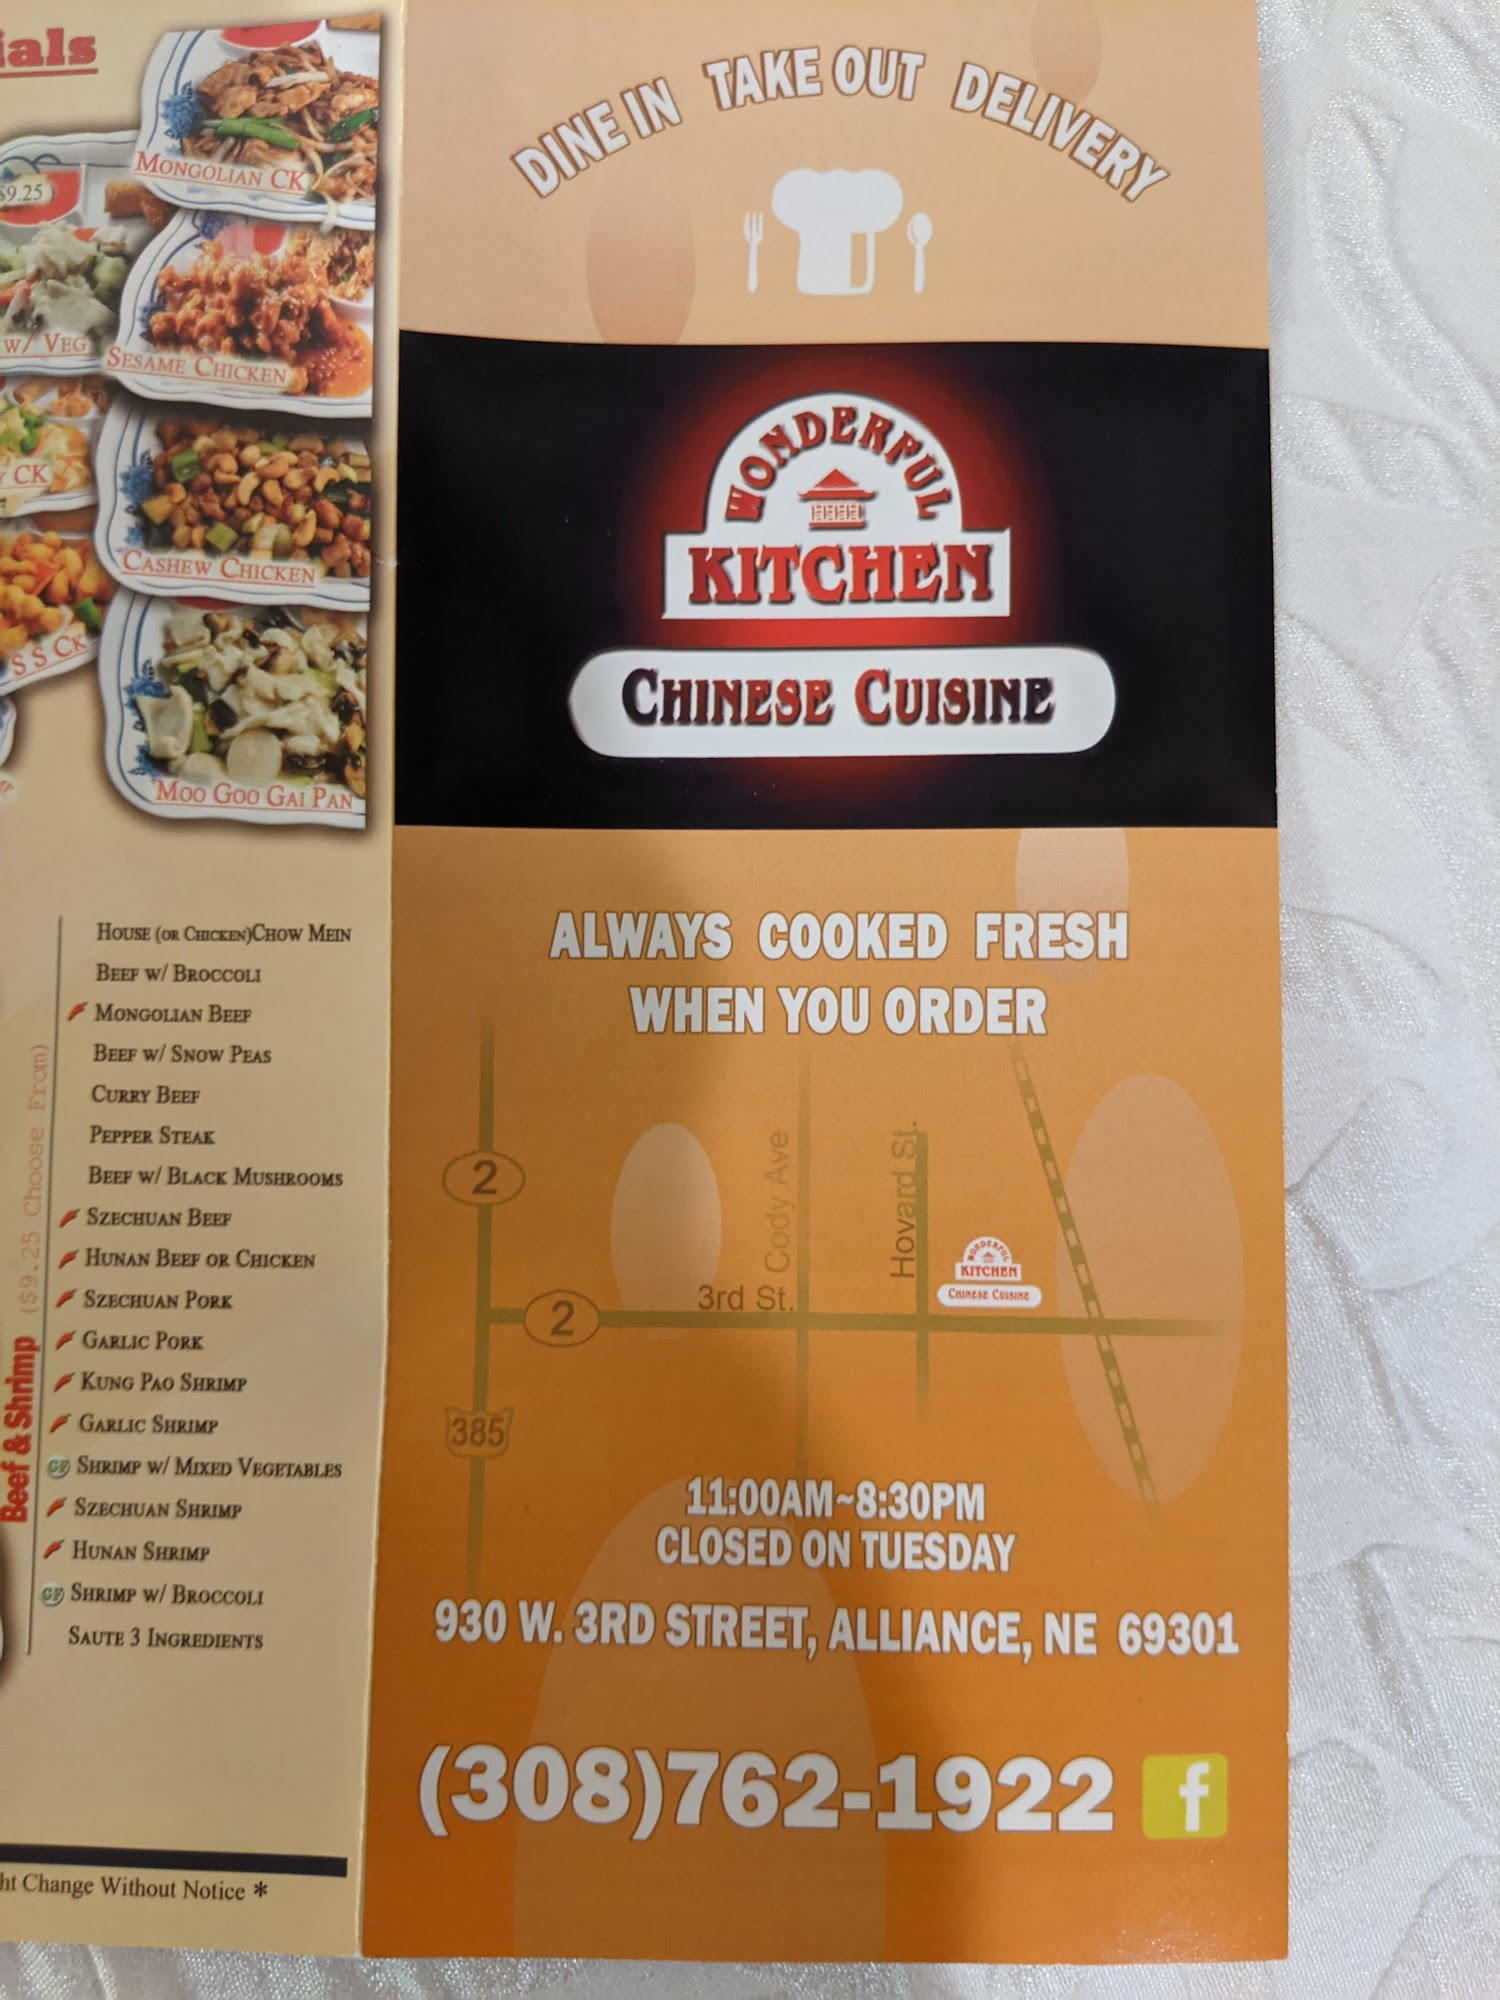 ials
MONGOLIAN CK
$9.25
W/ VEG
SESAME CHICKEN
CK
CASHEW CHICKEN
S S CK
MOO GOO GAI PAN
HOUSE (OR CHICKEN)CHOW MEIN
BEEF W/ BROCCOLI
MONGOLIAN BEEF
BEEF W/ SNOW PEAS
CURRY BEEF
PEPPER STEAK
BEEF W/ BLACK MUSHROOMS
SZECHUAN BEEF
HUNAN BEEF OR CHICKEN
SZECHUAN PORK
GARLIC PORK
KUNG PAO SHRIMP
GARLIC SHRIMP
GF SHRIMP W/ MIXED VEGETABLES
SZECHUAN SHRIMP
HUNAN SHRIMP
GF SHRIMP W/ BROCCOLI
SAUTE 3 INGREDIENTS
Beef & Shrimp ($9.25 Choose From)
ht Change Without Notice *
DINE IN TAKE OUT DELIVERY
WONDERFUL
KITCHEN
CHINESE CUISINE
ALWAYS COOKED FRESH
WHEN YOU ORDER
2
Cody Ave
Hovard St.
WONDERFUL
KITCHEN
CHINESE CUISINE
3rd St.
2
385
11:00AM~8:30PM
CLOSED ON TUESDAY
930 W. 3RD STREET, ALLIANCE, NE 69301
(308)762-1922 f